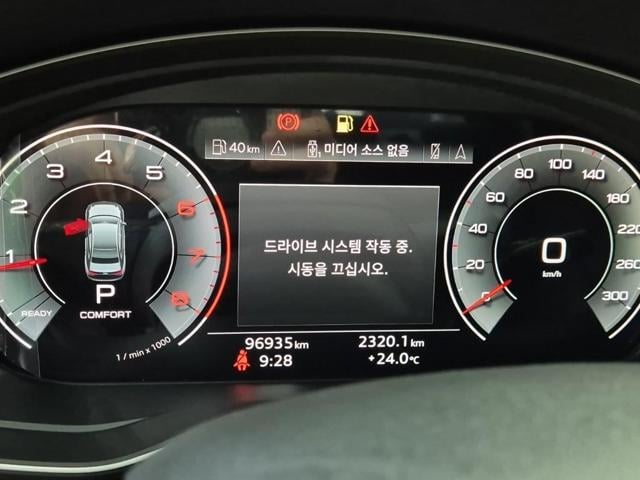 40 km
1 미디어 소스 없음
1 2 3 4 5 6 7 8
READY
P
COMFORT
1 / min x 1000
드라이브 시스템 작동 중.
시동을 끄십시오.
0 20 60 100 140 180 220 260 300
0
km/h
96935 km 2320.1 km
9:28 +24.0 °C